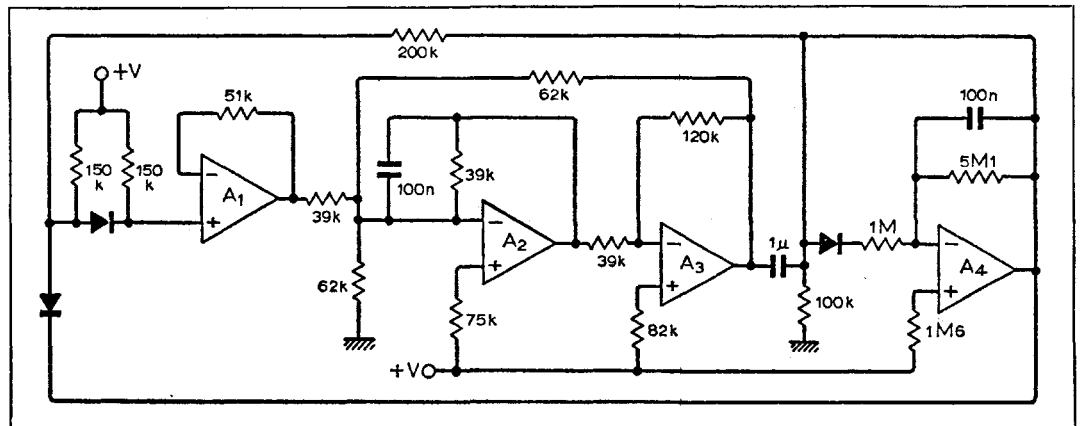 200k
+V
51k
62k
100n
150
k
150
k
120k
5M1
A1
39k
100n
39k
A2
39k
A3
1μ
1M
A4
62k
75k
82k
100k
1M6
+V